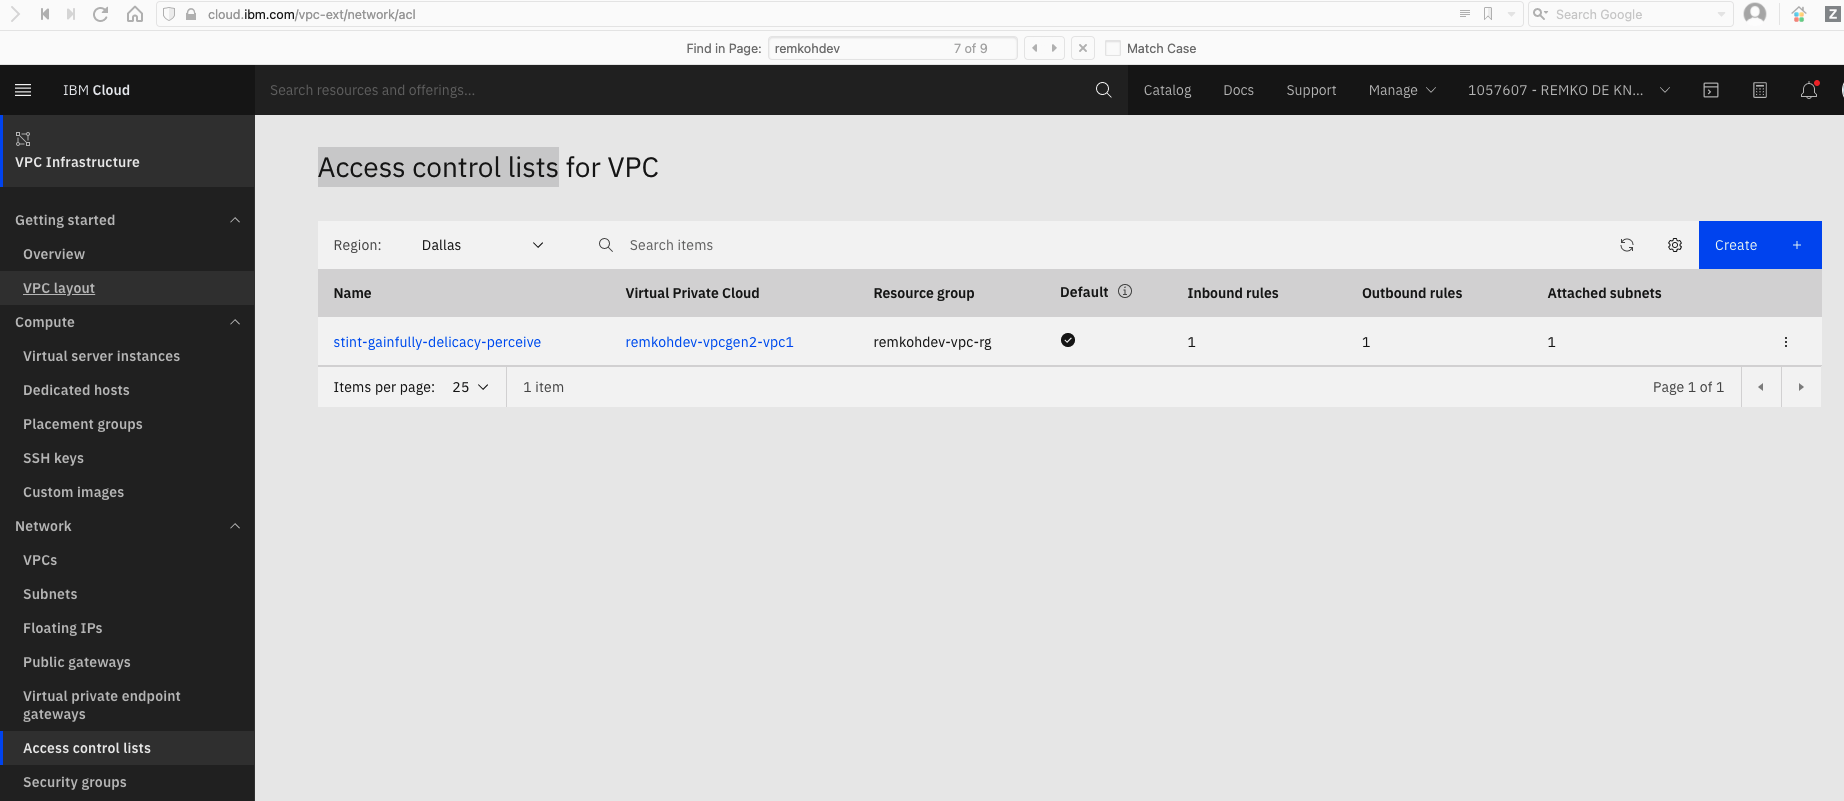 cloud.ibm.com/vpc-ext/network/acl
Search Google
Z
Find in Page: remkohdev 7 of 9 Match Case
IBM Cloud
Search resources and offerings...
Catalog Docs Support Manage 1057607 - REMKO DE KN...
VPC Infrastructure
Getting started
Overview
VPC layout
Compute
Virtual server instances
Dedicated hosts
Placement groups
SSH keys
Custom images
Network
VPCs
Subnets
Floating IPs
Public gateways
Virtual private endpoint
gateways
Access control lists
Security groups
Access control lists for VPC
Region: Dallas Search items Create +
Name Virtual Private Cloud Resource group Default Inbound rules Outbound rules Attached subnets
stint-gainfully-delicacy-perceive remkohdev-vpcgen2-vpc1 remkohdev-vpc-rg 1 1 1
Items per page: 25 1 item Page 1 of 1